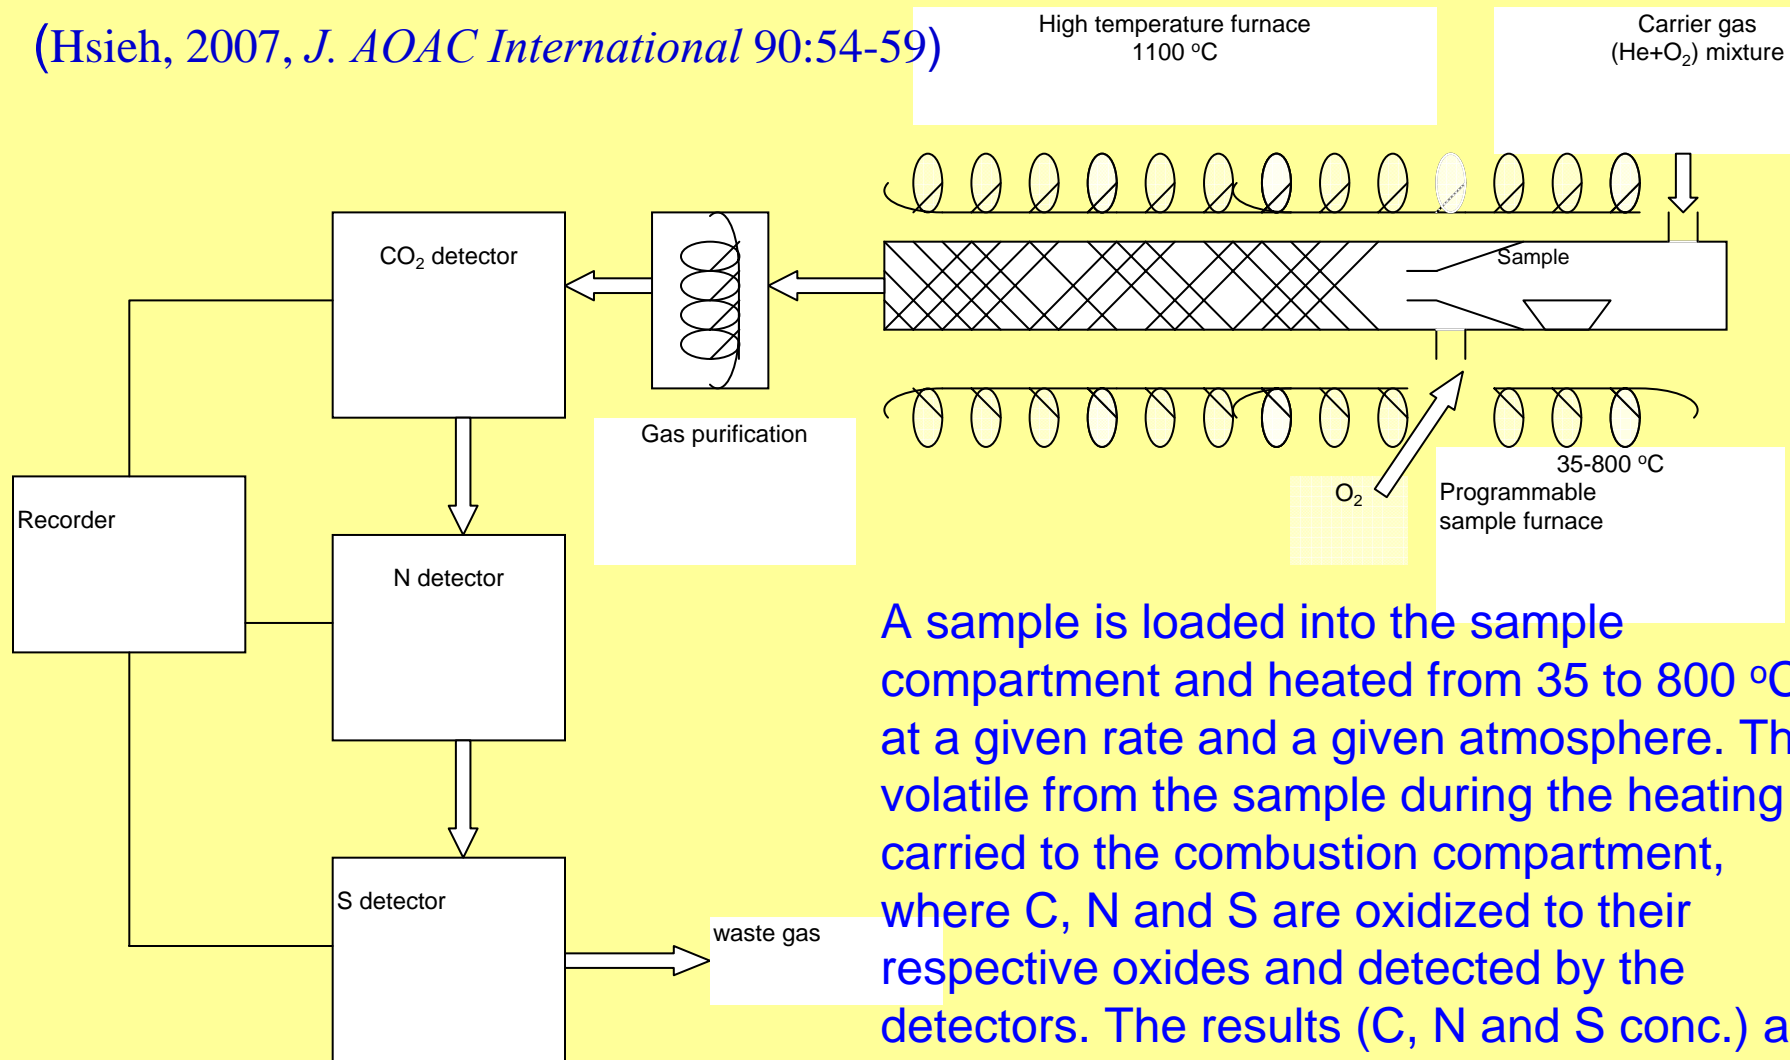 (Hsieh, 2007, J. AOAC International 90:54-59)
High temperature furnace
1100 ºC
Carrier gas
(He+O₂) mixture
CO₂ detector
Sample
Gas purification
35-800 ºC
Programmable
sample furnace
O₂
Recorder
N detector
S detector
waste gas
A sample is loaded into the sample
compartment and heated from 35 to 800 ºC
at a given rate and a given atmosphere. Th
volatile from the sample during the heating
carried to the combustion compartment,
where C, N and S are oxidized to their
respective oxides and detected by the
detectors. The results (C, N and S conc.) a